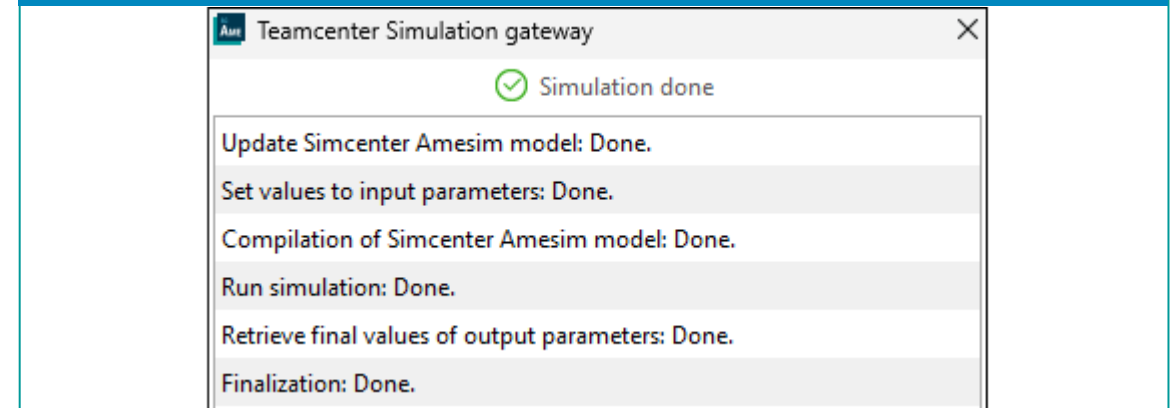 AME
Teamcenter Simulation gateway
Simulation done
Update Simcenter Amesim model: Done.
Set values to input parameters: Done.
Compilation of Simcenter Amesim model: Done.
Run simulation: Done.
Retrieve final values of output parameters: Done.
Finalization: Done.